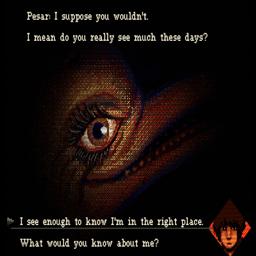 Pesar: I suppose you wouldn't.
I mean do you really see much these days?
I see enough to know I'm in the right place.
What would you know about me?